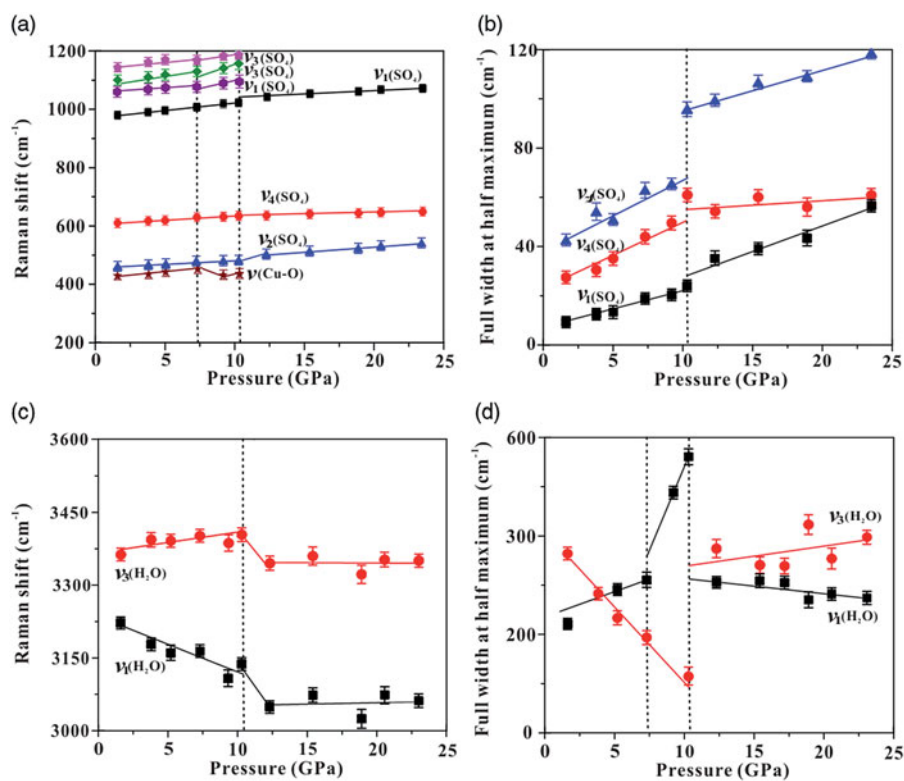 (a)
1200
1000
800
600
400
200
Raman shift (cm⁻¹)
ν₃(SO₄)
ν₃(SO₄)
ν₁(SO₄)
ν₁(SO₄)
ν₄(SO₄)
ν₂(SO₄)
ν(Cu-O)
0 5 10 15 20 25
Pressure (GPa)
(b)
120
80
40
0
Full width at half maximum (cm⁻¹)
(SO₄)
ν₄(SO₄)
ν₁(SO₄)
0 5 10 15 20 25
Pressure (GPa)
(c)
3600
3450
3300
3150
3000
Raman shift (cm⁻¹)
ν₃(H₂O)
ν₁(H₂O)
0 5 10 15 20 25
Pressure (GPa)
(d)
600
400
200
0
Full width at half maximum (cm⁻¹)
ν₃(H₂O)
ν₁(H₂O)
0 5 10 15 20 25
Pressure (GPa)